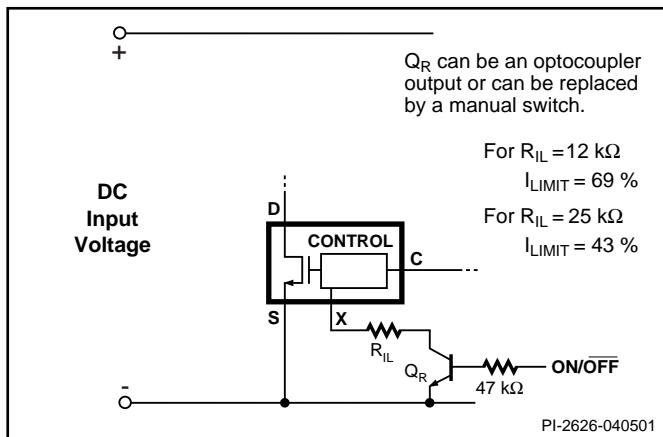 +
Q_R can be an optocoupler
output or can be replaced
by a manual switch.
For R_IL = 12 kΩ
I_LIMIT = 69 %
For R_IL = 25 kΩ
I_LIMIT = 43 %
DC
Input
Voltage
D
CONTROL
C
S
X
R_IL
Q_R
47 kΩ
ON/O̅F̅F̅
-
PI-2626-040501